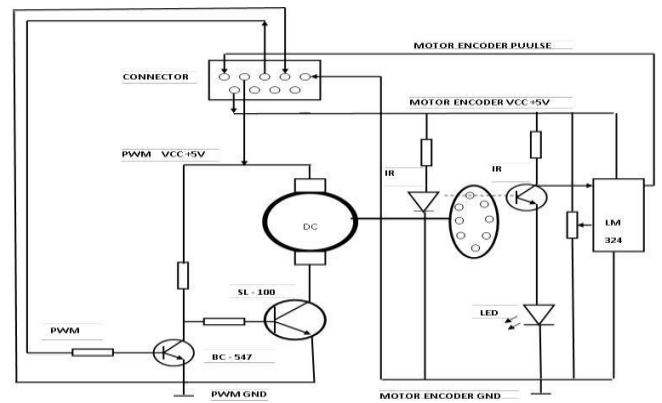 MOTOR ENCODER PUULSE
CONNECTOR
MOTOR ENCODER VCC +5V
PWM VCC +5V
IR
IR
DC
LM
324
SL - 100
LED
PWM
BC - 547
PWM GND
MOTOR ENCODER GND